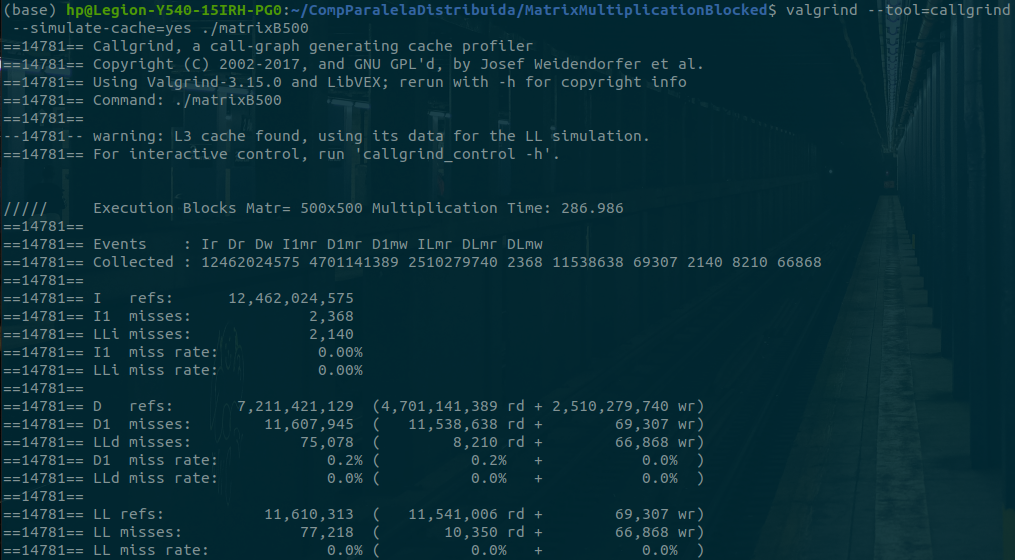 (base) hp@Legion-Y540-15IRH-PG0:~/CompParalelaDistribuida/MatrixMultiplicationBlocked$ valgrind --tool=callgrind
 --simulate-cache=yes ./matrixB500
==14781== Callgrind, a call-graph generating cache profiler
==14781== Copyright (C) 2002-2017, and GNU GPL'd, by Josef Weidendorfer et al.
==14781== Using Valgrind-3.15.0 and LibVEX; rerun with -h for copyright info
==14781== Command: ./matrixB500
==14781==
--14781-- warning: L3 cache found, using its data for the LL simulation.
==14781== For interactive control, run 'callgrind_control -h'.
/////     Execution Blocks Matr= 500x500 Multiplication Time: 286.986
==14781==
==14781== Events    : Ir Dr Dw I1mr D1mr D1mw ILmr DLmr DLmw
==14781== Collected : 12462024575 4701141389 2510279740 2368 11538638 69307 2140 8210 66868
==14781==
==14781== I   refs:      12,462,024,575
==14781== I1  misses:             2,368
==14781== LLi misses:             2,140
==14781== I1  miss rate:           0.00%
==14781== LLi miss rate:           0.00%
==14781==
==14781== D   refs:       7,211,421,129  (4,701,141,389 rd + 2,510,279,740 wr)
==14781== D1  misses:        11,607,945  (   11,538,638 rd +        69,307 wr)
==14781== LLd misses:            75,078  (        8,210 rd +        66,868 wr)
==14781== D1  miss rate:            0.2% (          0.2%   +           0.0%  )
==14781== LLd miss rate:            0.0% (          0.0%   +           0.0%  )
==14781==
==14781== LL refs:           11,610,313  (   11,541,006 rd +        69,307 wr)
==14781== LL misses:             77,218  (       10,350 rd +        66,868 wr)
==14781== LL miss rate:             0.0% (          0.0%   +           0.0%  )